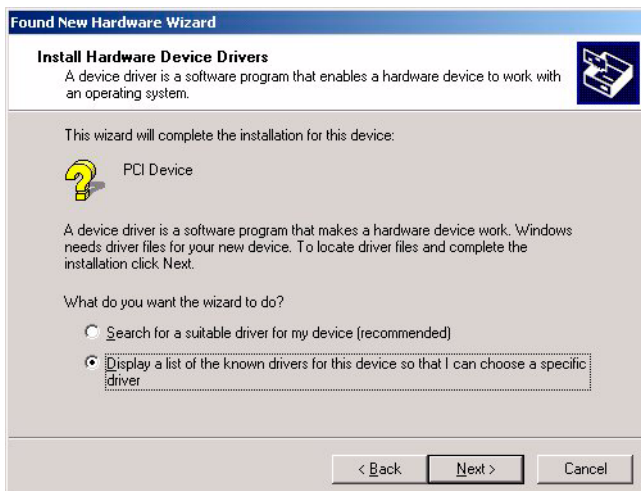 Found New Hardware Wizard
Install Hardware Device Drivers
A device driver is a software program that enables a hardware device to work with
an operating system.
This wizard will complete the installation for this device:
PCI Device
A device driver is a software program that makes a hardware device work. Windows
needs driver files for your new device. To locate driver files and complete the
installation click Next.
What do you want the wizard to do?
Search for a suitable driver for my device (recommended)
Display a list of the known drivers for this device so that I can choose a specific
driver
< Back Next > Cancel